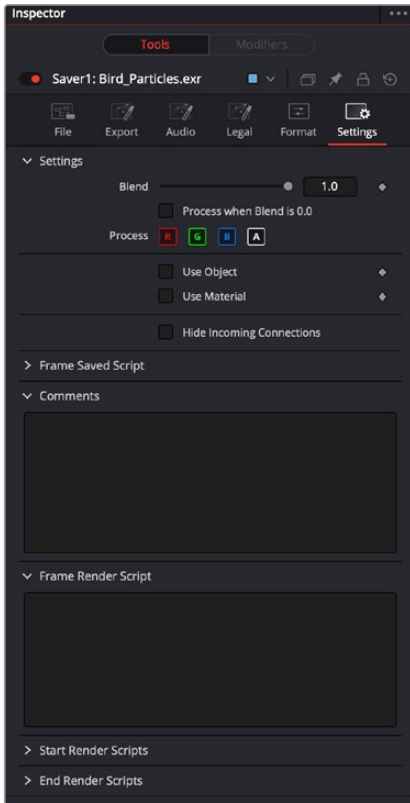 Inspector
Tools Modifiers
Saver1: Bird_Particles.exr
File Export Audio Legal Format Settings
Settings
Blend 1.0
Process when Blend is 0.0
Process R G B A
Use Object
Use Material
Hide Incoming Connections
Frame Saved Script
Comments
Frame Render Script
Start Render Scripts
End Render Scripts